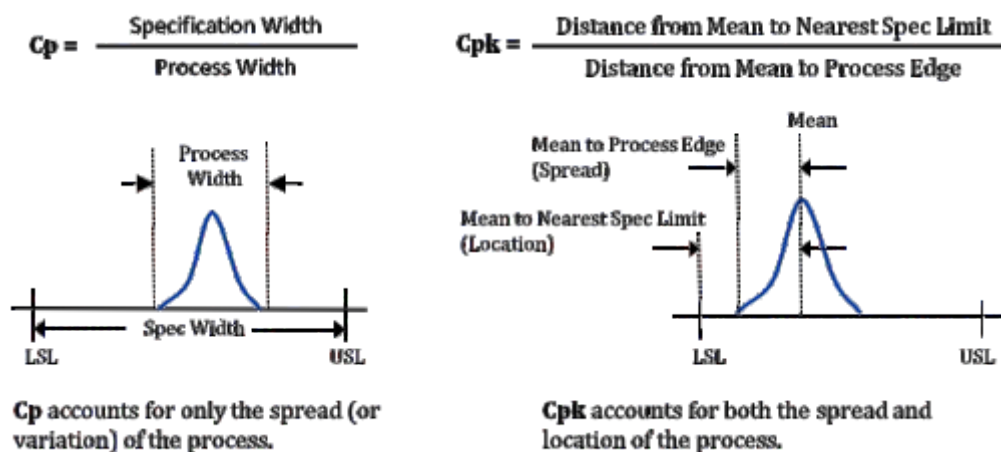 Cp = Specification Width
Process Width
Process
Width
Spec Width
LSL
USL
Cp accounts for only the spread (or
variation) of the process.
Cpk = Distance from Mean to Nearest Spec Limit
Distance from Mean to Process Edge
Mean
Mean to Process Edge
(Spread)
Mean to Nearest Spec Limit
(Location)
LSL
USL
Cpk accounts for both the spread and
location of the process.